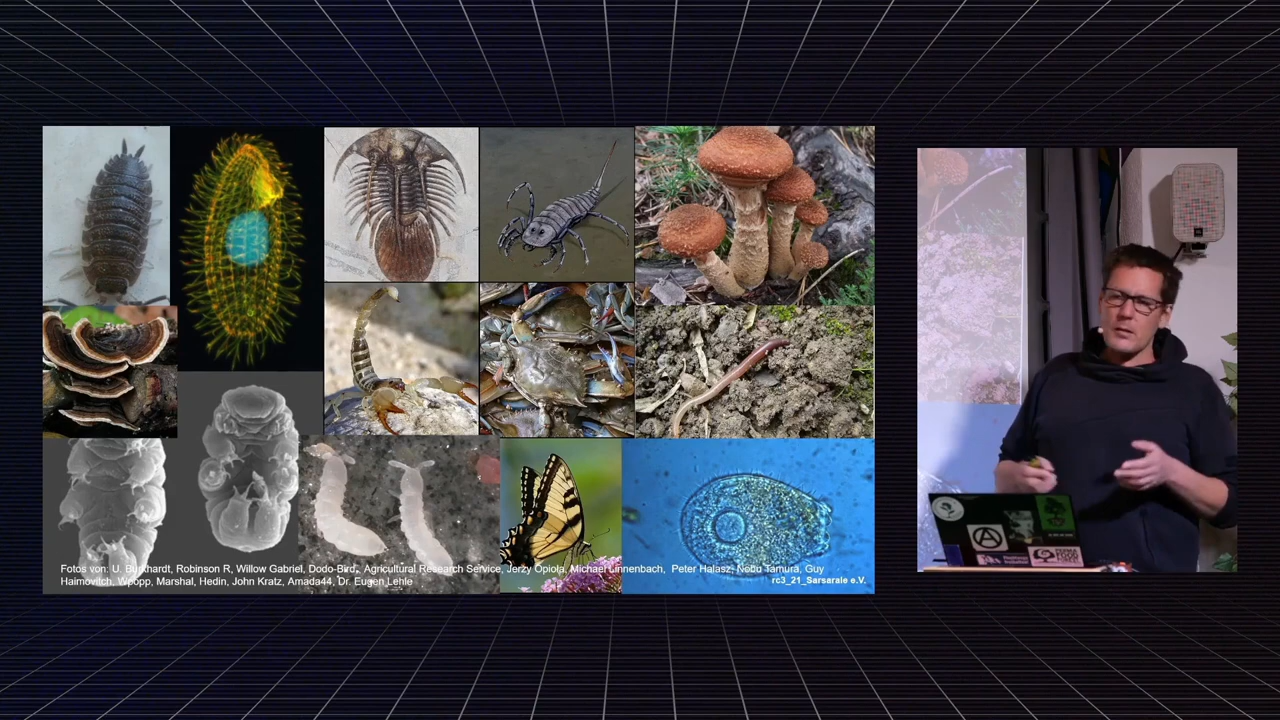 Fotos von: U. Burkhardt, Robinson R, Willow Gabriel, Dodo-Bird, Agricultural Research Service, Jerzy Opioła, Michael Linnenbach, Peter Halasz, Nobu Tamura, Guy
Haimovitch, Wpopp, Marshal, Hedin, John Kratz, Amada44, Dr. Eugen Lehle
rc3_21_Sarsarale e.V.